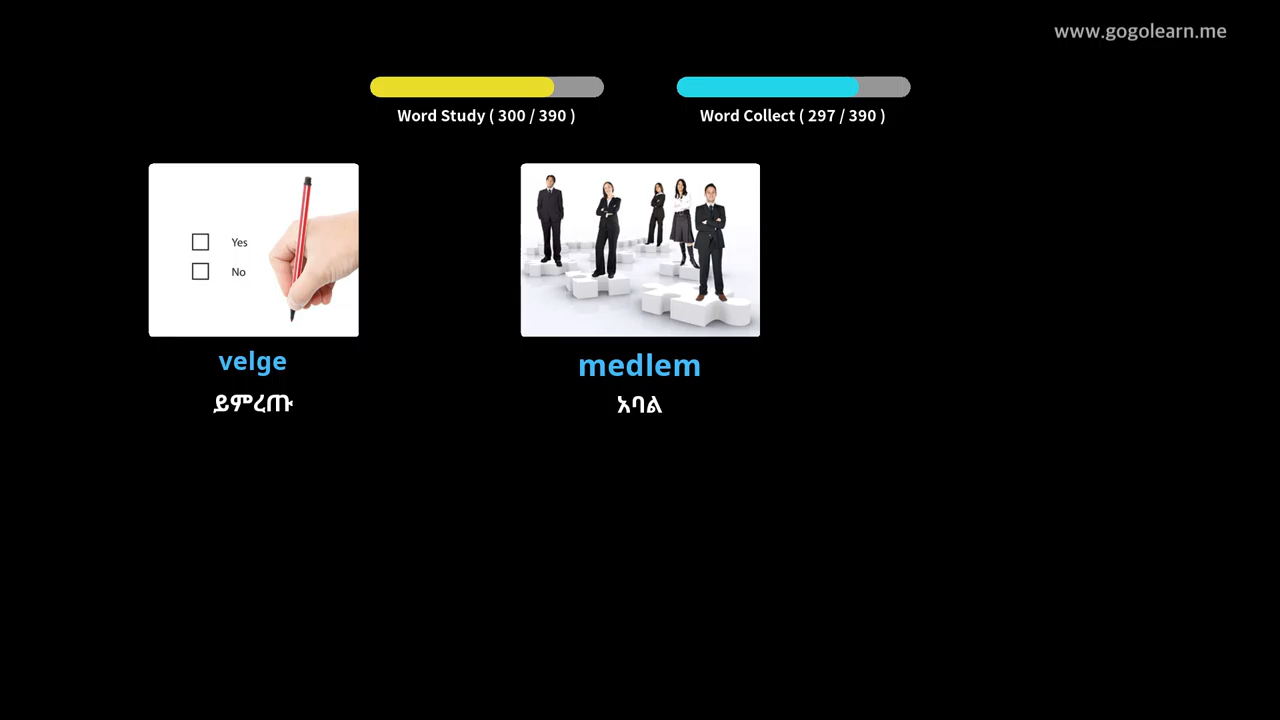 www.gogolearn.me
Word Study ( 300 / 390 )
Word Collect ( 297 / 390 )
Yes
No
velge
ይምረጡ
medlem
አባል